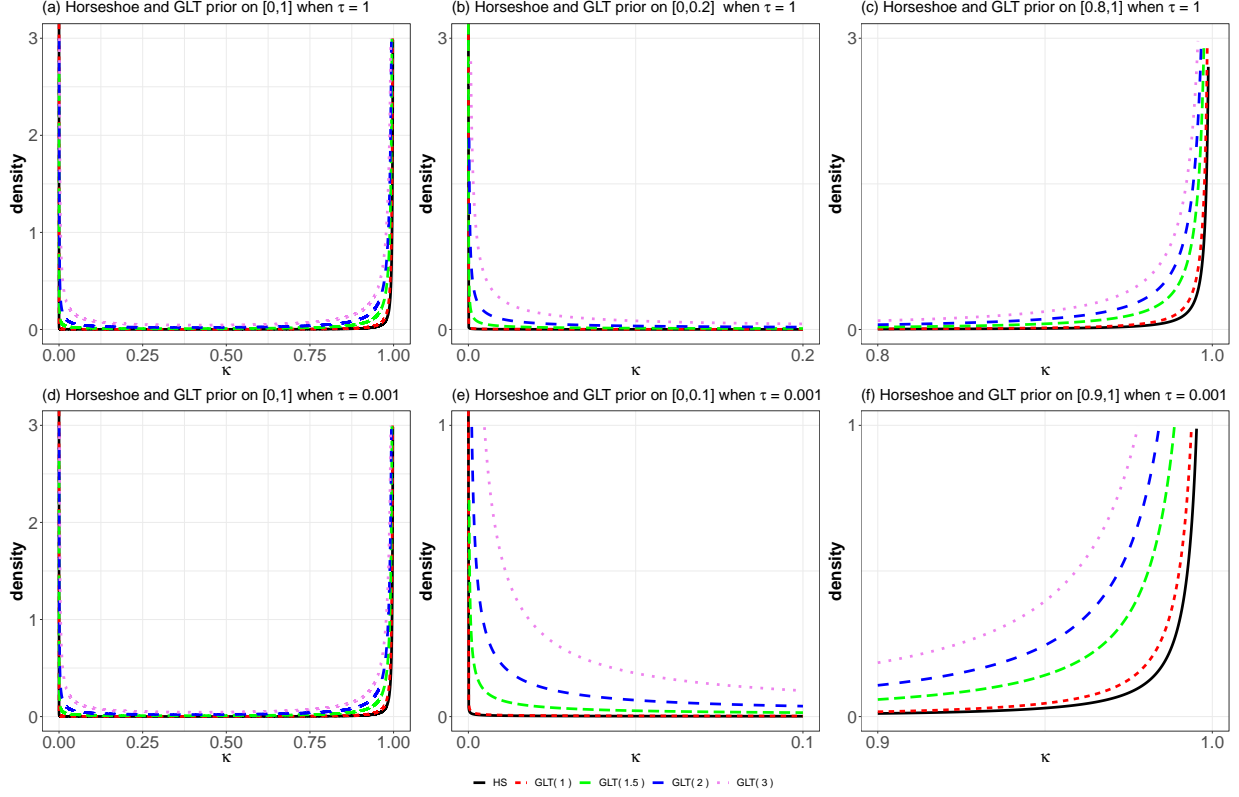 (a) Horseshoe and GLT prior on [0,1] when τ = 1
(b) Horseshoe and GLT prior on [0,0.2] when τ = 1
(c) Horseshoe and GLT prior on [0.8,1] when τ = 1
density
3
2
1
0
0.00 0.25 0.50 0.75 1.00
κ
density
3
0
0.0 0.2
κ
density
3
0
0.8 1.0
κ
(d) Horseshoe and GLT prior on [0,1] when τ = 0.001
(e) Horseshoe and GLT prior on [0,0.1] when τ = 0.001
(f) Horseshoe and GLT prior on [0.9,1] when τ = 0.001
density
3
2
1
0
0.00 0.25 0.50 0.75 1.00
κ
density
1
0
0.0 0.1
κ
density
1
0
0.9 1.0
κ
HS GLT( 1 ) GLT( 1.5 ) GLT( 2 ) GLT( 3 )